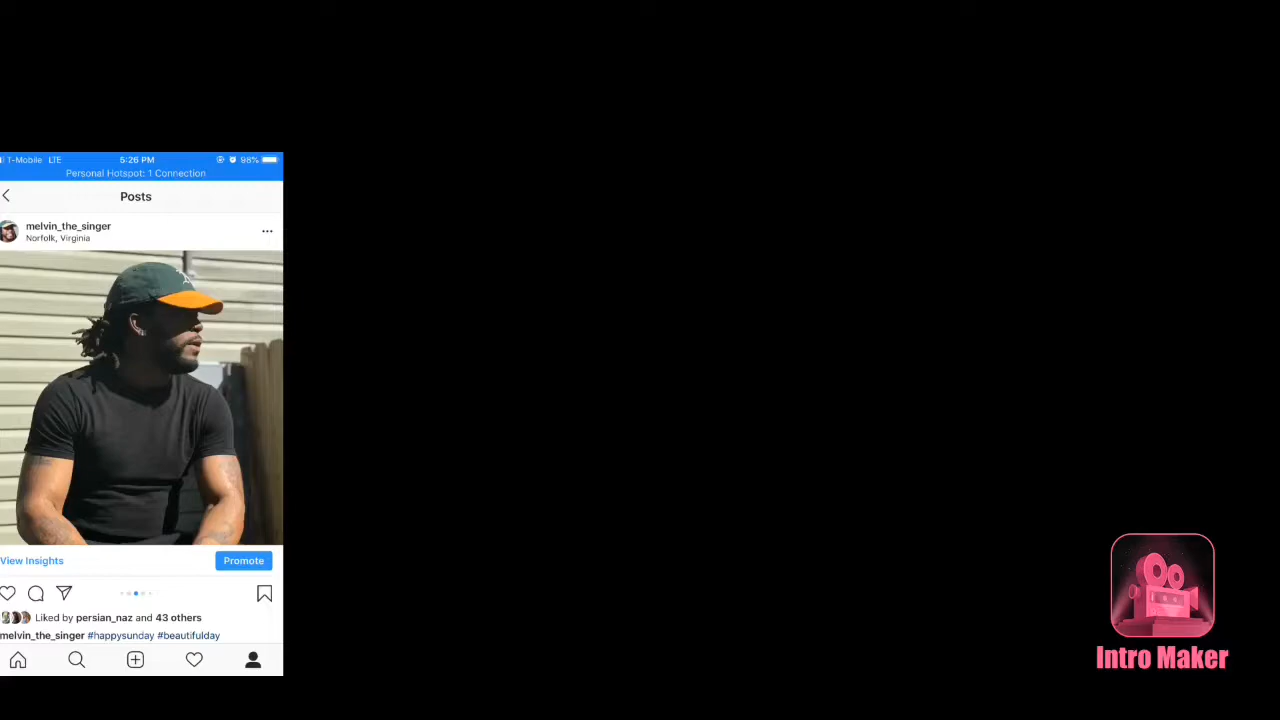 T-Mobile LTE 5:26 PM 98%
Personal Hotspot: 1 Connection
Posts
melvin_the_singer
Norfolk, Virginia
View Insights Promote
Liked by persian_naz and 43 others
melvin_the_singer #happysunday #beautifulday
Intro Maker